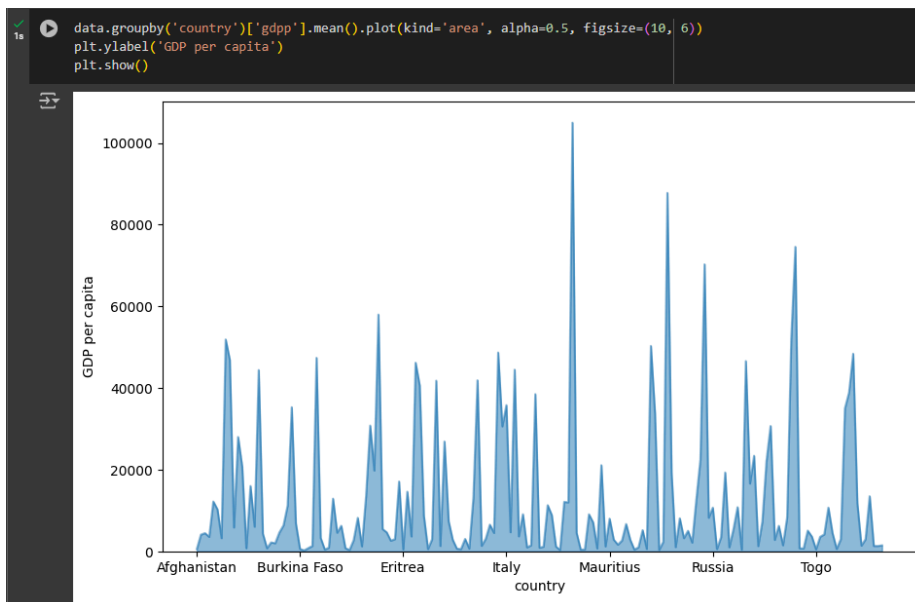 1s
data.groupby('country')['gdpp'].mean().plot(kind='area', alpha=0.5, figsize=(10, 6))
plt.ylabel('GDP per capita')
plt.show()
100000
80000
60000
40000
20000
0
GDP per capita
Afghanistan Burkina Faso Eritrea Italy Mauritius Russia Togo
country